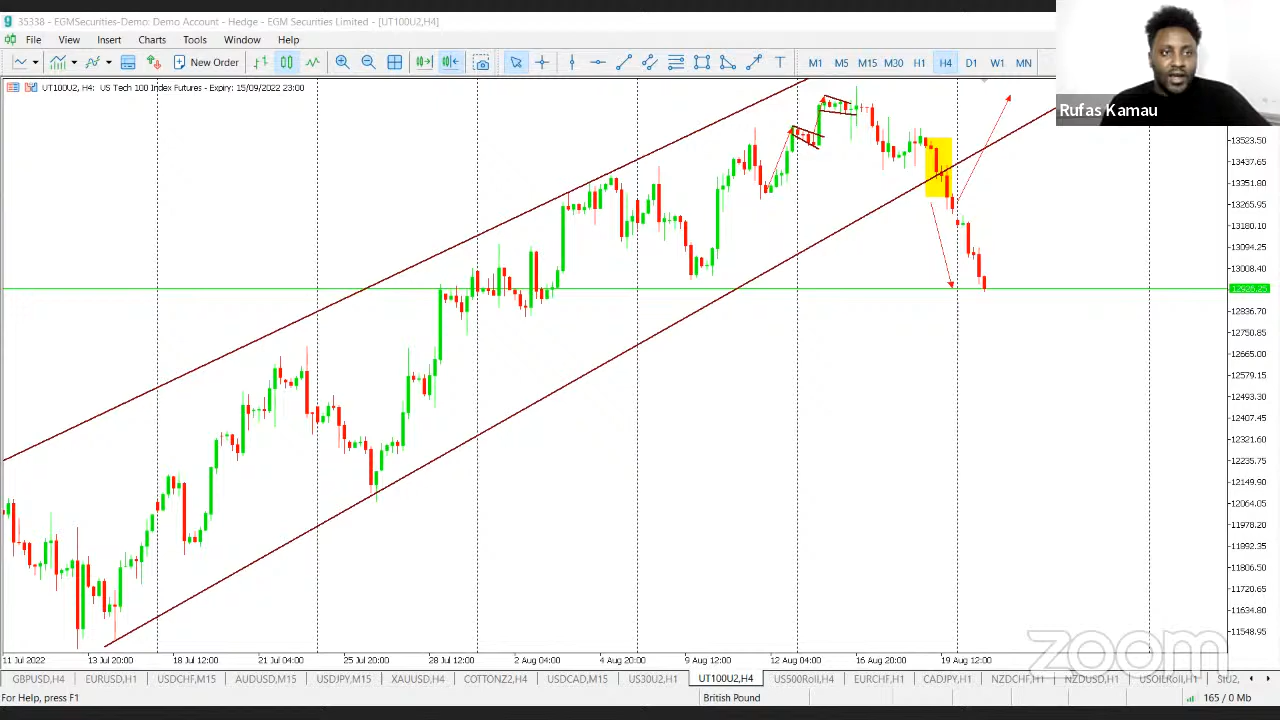 35338 - EGMSecurities-Demo: Demo Account - Hedge - EGM Securities Limited - [UT100U2,H4]
File View Insert Charts Tools Window Help
New Order M1 M5 M15 M30 H1 H4 D1 W1 MN
UT100U2, H4: US Tech 100 Index Futures - Expiry: 15/09/2022 23:00
Rufas Kamau
13523.50
13437.65
13351.80
13265.95
13180.10
13094.25
13008.40
12926.25
12836.70
12750.85
12665.00
12579.15
12493.30
12407.45
12321.60
12235.75
12149.90
12064.05
11978.20
11892.35
11806.50
11720.65
11634.80
11548.95
11 Jul 2022 13 Jul 20:00 18 Jul 12:00 21 Jul 04:00 25 Jul 20:00 28 Jul 12:00 2 Aug 04:00 4 Aug 20:00 9 Aug 12:00 12 Aug 04:00 16 Aug 20:00 19 Aug 12:00
zoom
GBPUSD,H4 EURUSD,H1 USDCHF,M15 AUDUSD,M15 USDJPY,M15 XAUUSD,H4 COTTONZ2,H4 USDCAD,M15 US30U2,H1 UT100U2,H4 US500Roll,H4 EURCHF,H1 CADJPY,H1 NZDCHF,H1 NZDUSD,H1 USOILRoll,H1
For Help, press F1 British Pound 165 / 0 Mb